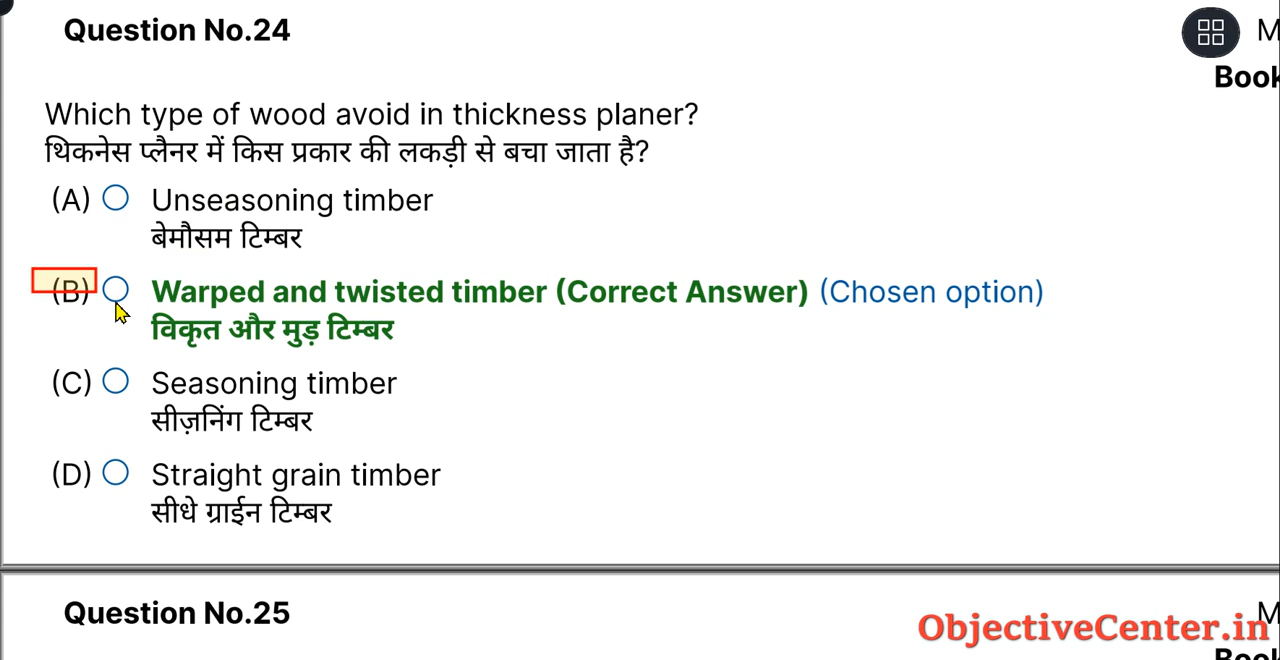 Question No.24
M
Book
Which type of wood avoid in thickness planer?
थिकनेस प्लैनर में किस प्रकार की लकड़ी से बचा जाता है?
(A) Unseasoning timber
बेमौसम टिम्बर
(B) Warped and twisted timber (Correct Answer) (Chosen option)
विकृत और मुड़ टिम्बर
(C) Seasoning timber
सीज़निंग टिम्बर
(D) Straight grain timber
सीधे ग्राईन टिम्बर
Question No.25
M
ObjectiveCenter.in
Book